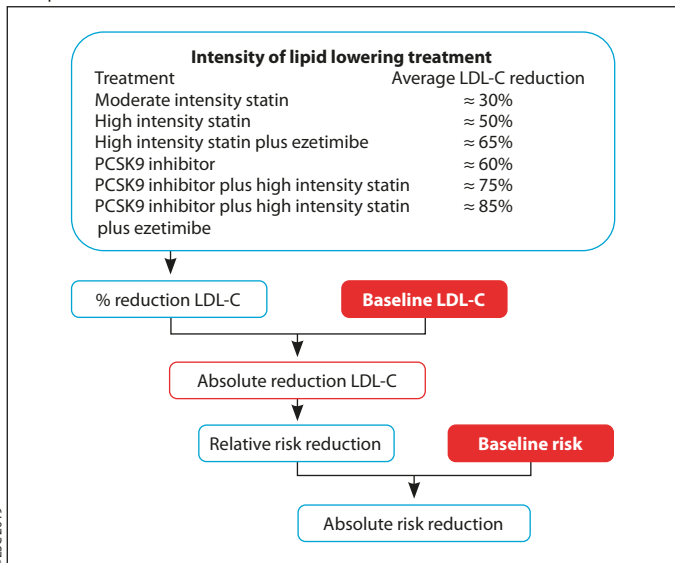 Intensity of lipid lowering treatment
Treatment Average LDL-C reduction
Moderate intensity statin ≈ 30%
High intensity statin ≈ 50%
High intensity statin plus ezetimibe ≈ 65%
PCSK9 inhibitor ≈ 60%
PCSK9 inhibitor plus high intensity statin ≈ 75%
PCSK9 inhibitor plus high intensity statin ≈ 85%
plus ezetimibe
% reduction LDL-C Baseline LDL-C
Absolute reduction LDL-C
Relative risk reduction Baseline risk
Absolute risk reduction